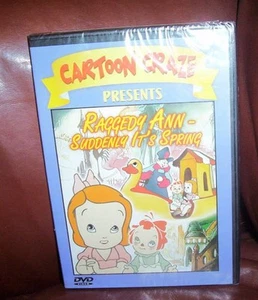 CARTOON CRAZE
PRESENTS
RAGGEDY ANN -
SUDDENLY IT'S SPRING
DVD